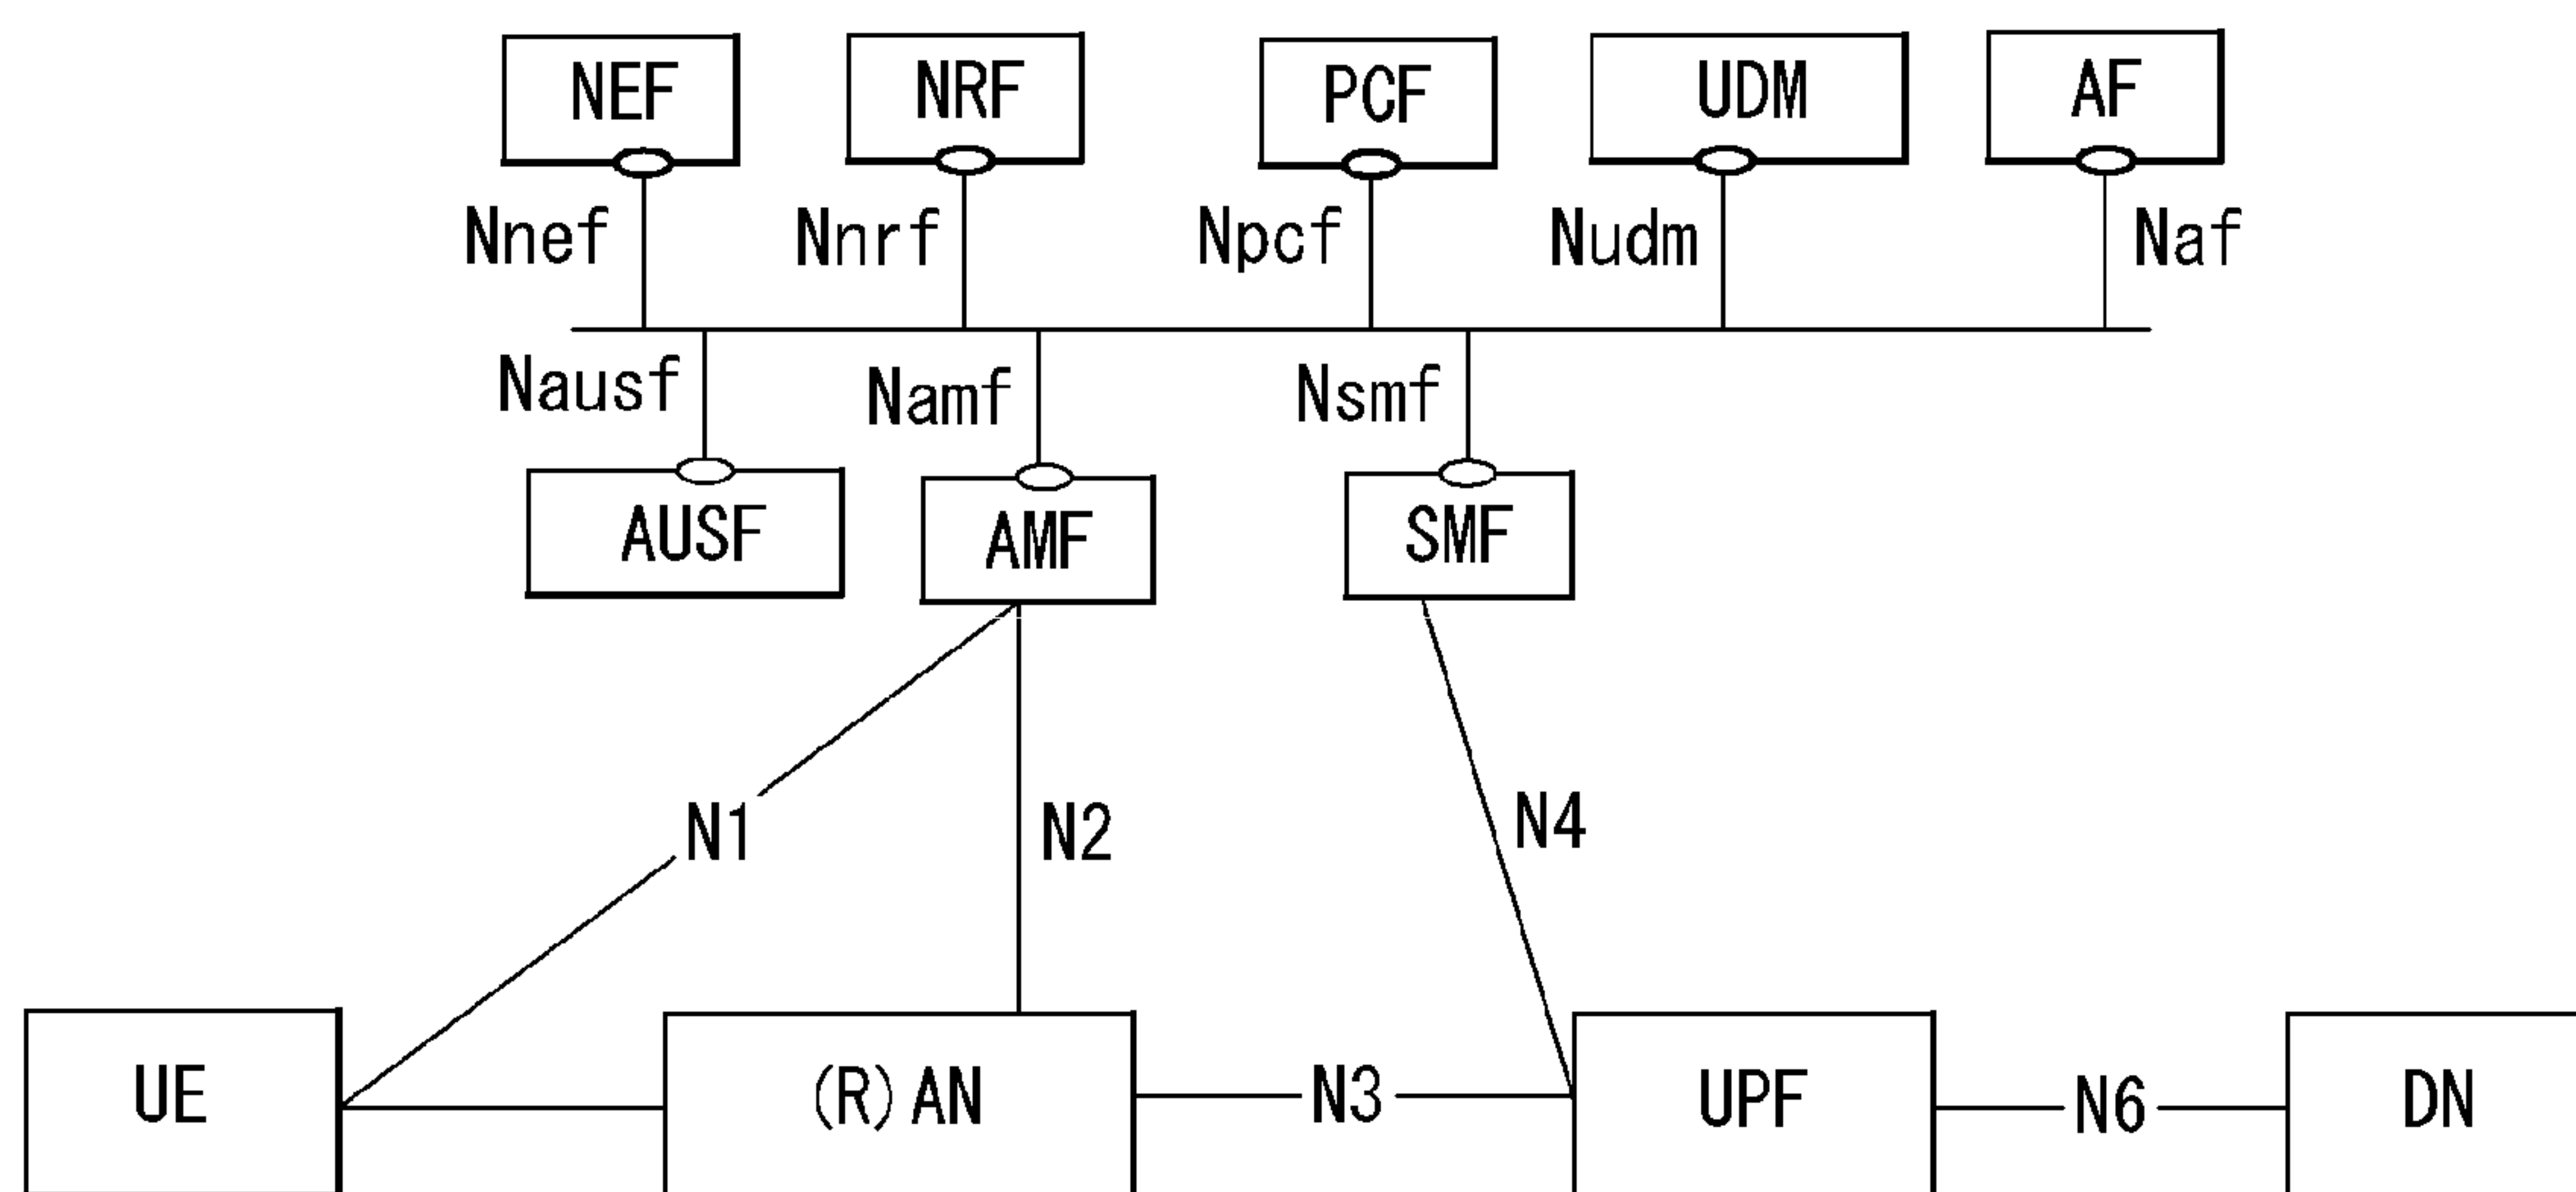 NEF NRF PCF UDM AF
Nnef Nnrf Npcf Nudm Naf
Nausf Namf Nsmf
AUSF AMF SMF
N1 N2 N4
UE (R)AN N3 UPF N6 DN